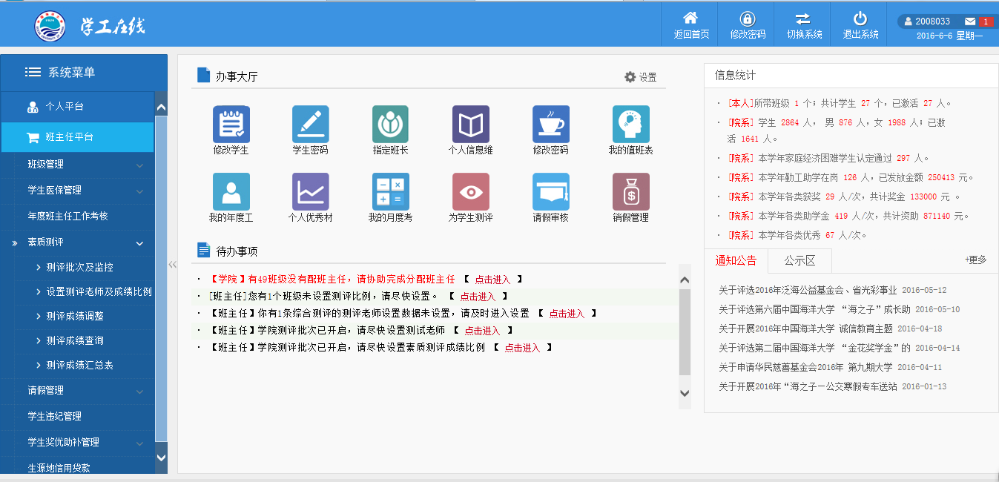 学工在线
返回首页
修改密码
切换系统
退出系统
2008033
1
2016-6-6 星期一
系统菜单
个人平台
班主任平台
班级管理
学生医保管理
年度班主任工作考核
素质测评
测评批次及监控
设置测评老师及成绩比例
测评成绩调整
测评成绩查询
测评成绩汇总表
请假管理
学生违纪管理
学生奖优助补管理
生源地信用贷款
办事大厅
设置
修改学生
学生密码
指定班长
个人信息维
修改密码
我的值班表
我的年度工
个人优秀材
我的月度考
为学生测评
请假审核
销假管理
待办事项
· 【学院】有49班级没有配班主任，请协助完成分配班主任 【 点击进入 】
· [班主任]您有1个班级未设置测评比例，请尽快设置。 【 点击进入 】
· 【班主任】你有1条综合测评的测评老师设置数据未设置，请及时进入设置 【 点击进入 】
· 【班主任】学院测评批次已开启，请尽快设置测试老师 【 点击进入 】
· 【班主任】学院测评批次已开启，请尽快设置素质测评成绩比例 【 点击进入 】
信息统计
· [本人]所带班级 1 个；共计学生 27 个，已激活 27 人。
· [院系] 学生 2864 人， 男 876 人，女 1988 人；已激
活 1641 人。
· [院系] 本学年家庭经济困难学生认定通过 297 人。
· [院系] 本学年勤工助学在岗 126 人，已发放金额 250413 元。
· [院系] 本学年各类获奖 29 人/次，共计奖金 133000 元 。
· [院系] 本学年各类助学金 419 人/次，共计资助 871140 元。
· [院系] 本学年各类优秀 67 人/次。
通知公告
公示区
+更多
关于评选2016年泛海公益基金会、省光彩事业 2016-05-12
关于评选第六届中国海洋大学 “海之子”成长助 2016-05-10
关于开展2016年中国海洋大学 诚信教育主题 2016-04-18
关于评选第二届中国海洋大学 “金花奖学金”的 2016-04-14
关于申请华民慈善基金会2016年 第九期大学 2016-04-11
关于开展2016年“海之子－公交寒假专车送站 2016-01-13